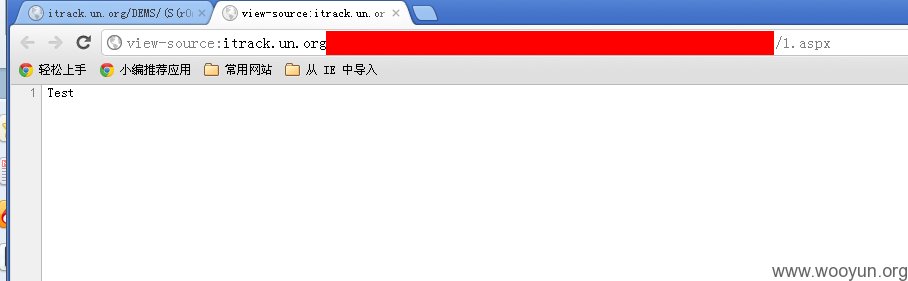 itrack.un.org/DEMS/(S(r0 view-source:itrack.un.or
view-source:itrack.un.org /1.aspx
轻松上手 小编推荐应用 常用网站 从 IE 中导入
1 Test
www.wooyun.org